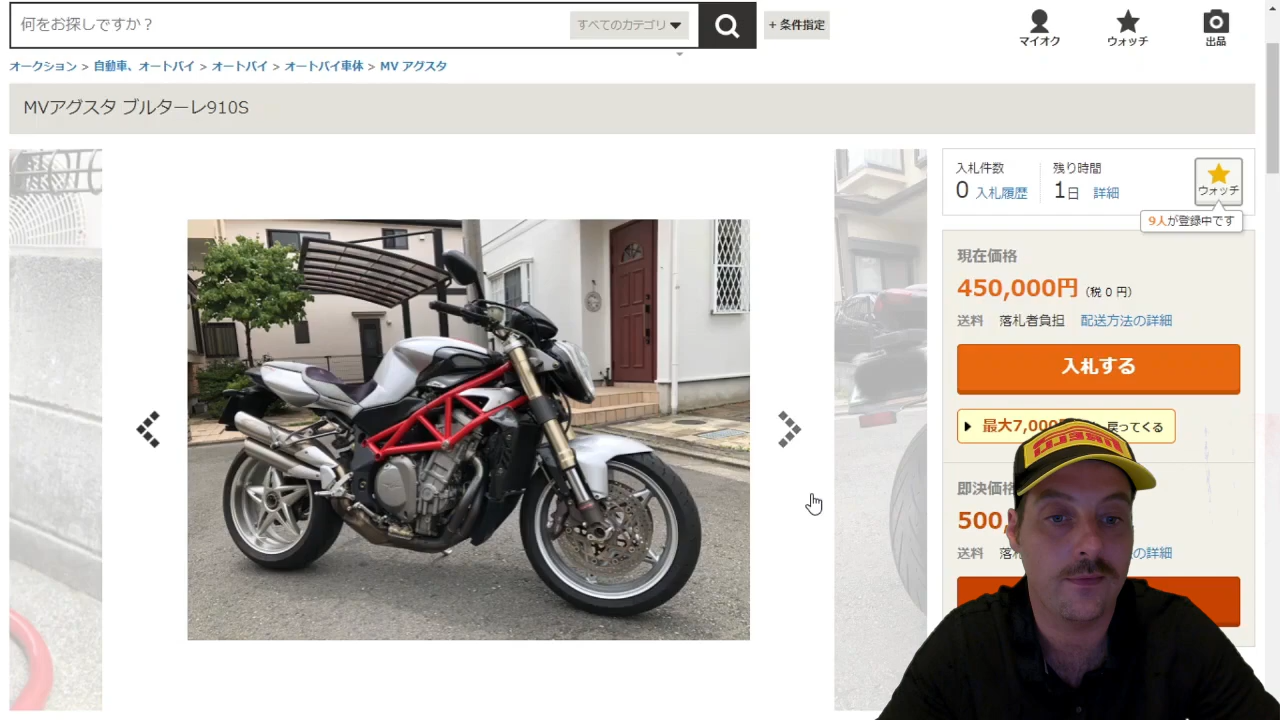 何をお探しですか？
すべてのカテゴリ
+ 条件指定
マイオク
ウォッチ
出品
オークション > 自動車、オートバイ > オートバイ > オートバイ車体 > MV アグスタ
MVアグスタ ブルターレ910S
入札件数
0 入札履歴
残り時間
1日 詳細
ウォッチ
9人が登録中です
現在価格
450,000円 (税 0 円)
送料 落札者負担 配送方法の詳細
入札する
最大7,000 戻ってくる
PIRELLI
即決価格
500,
送料 落 の詳細